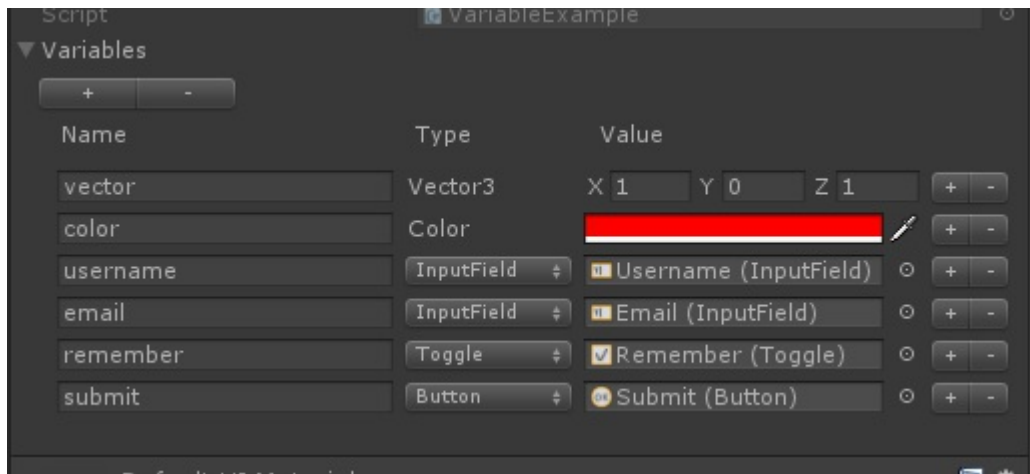 Script VariableExample
Variables
+ -
Name Type Value
vector Vector3 X 1 Y 0 Z 1 + -
color Color + -
username InputField Username (InputField) + -
email InputField Email (InputField) + -
remember Toggle Remember (Toggle) + -
submit Button OK Submit (Button) + -